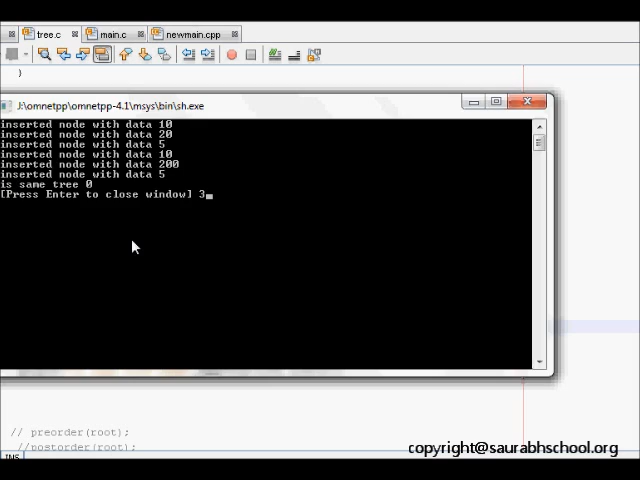 tree.c main.c newmain.cpp
)
J:\omnetpp\omnetpp-4.1\msys\bin\sh.exe
inserted node with data 10
inserted node with data 20
inserted node with data 5
inserted node with data 10
inserted node with data 200
inserted node with data 5
is same tree 0
[Press Enter to close window] 3
// preorder(root);
//postorder(root);
copyright@saurabhschool.org
INS